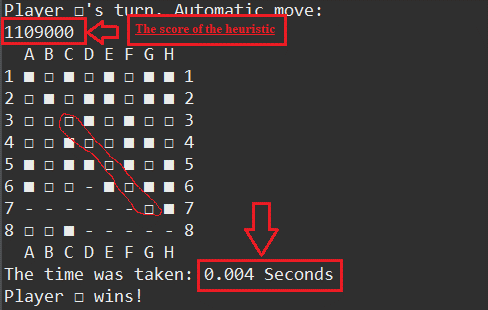 Player □'s turn. Automatic move:
1109000 The score of the heuristic
A B C D E F G H
1 ■ □ ■ □ ■ □ ■ ■ 1
2 □ ■ □ ■ ■ □ ■ ■ 2
3 □ □ □ ■ □ ■ □ □ 3
4 □ □ ■ □ □ ■ ■ □ 4
5 ■ □ ■ ■ □ ■ □ ■ 5
6 ■ □ □ - ■ □ ■ ■ 6
7 - - - - - - □ ■ 7
8 □ □ ■ - - - - - 8
A B C D E F G H
The time was taken: 0.004 Seconds
Player □ wins!